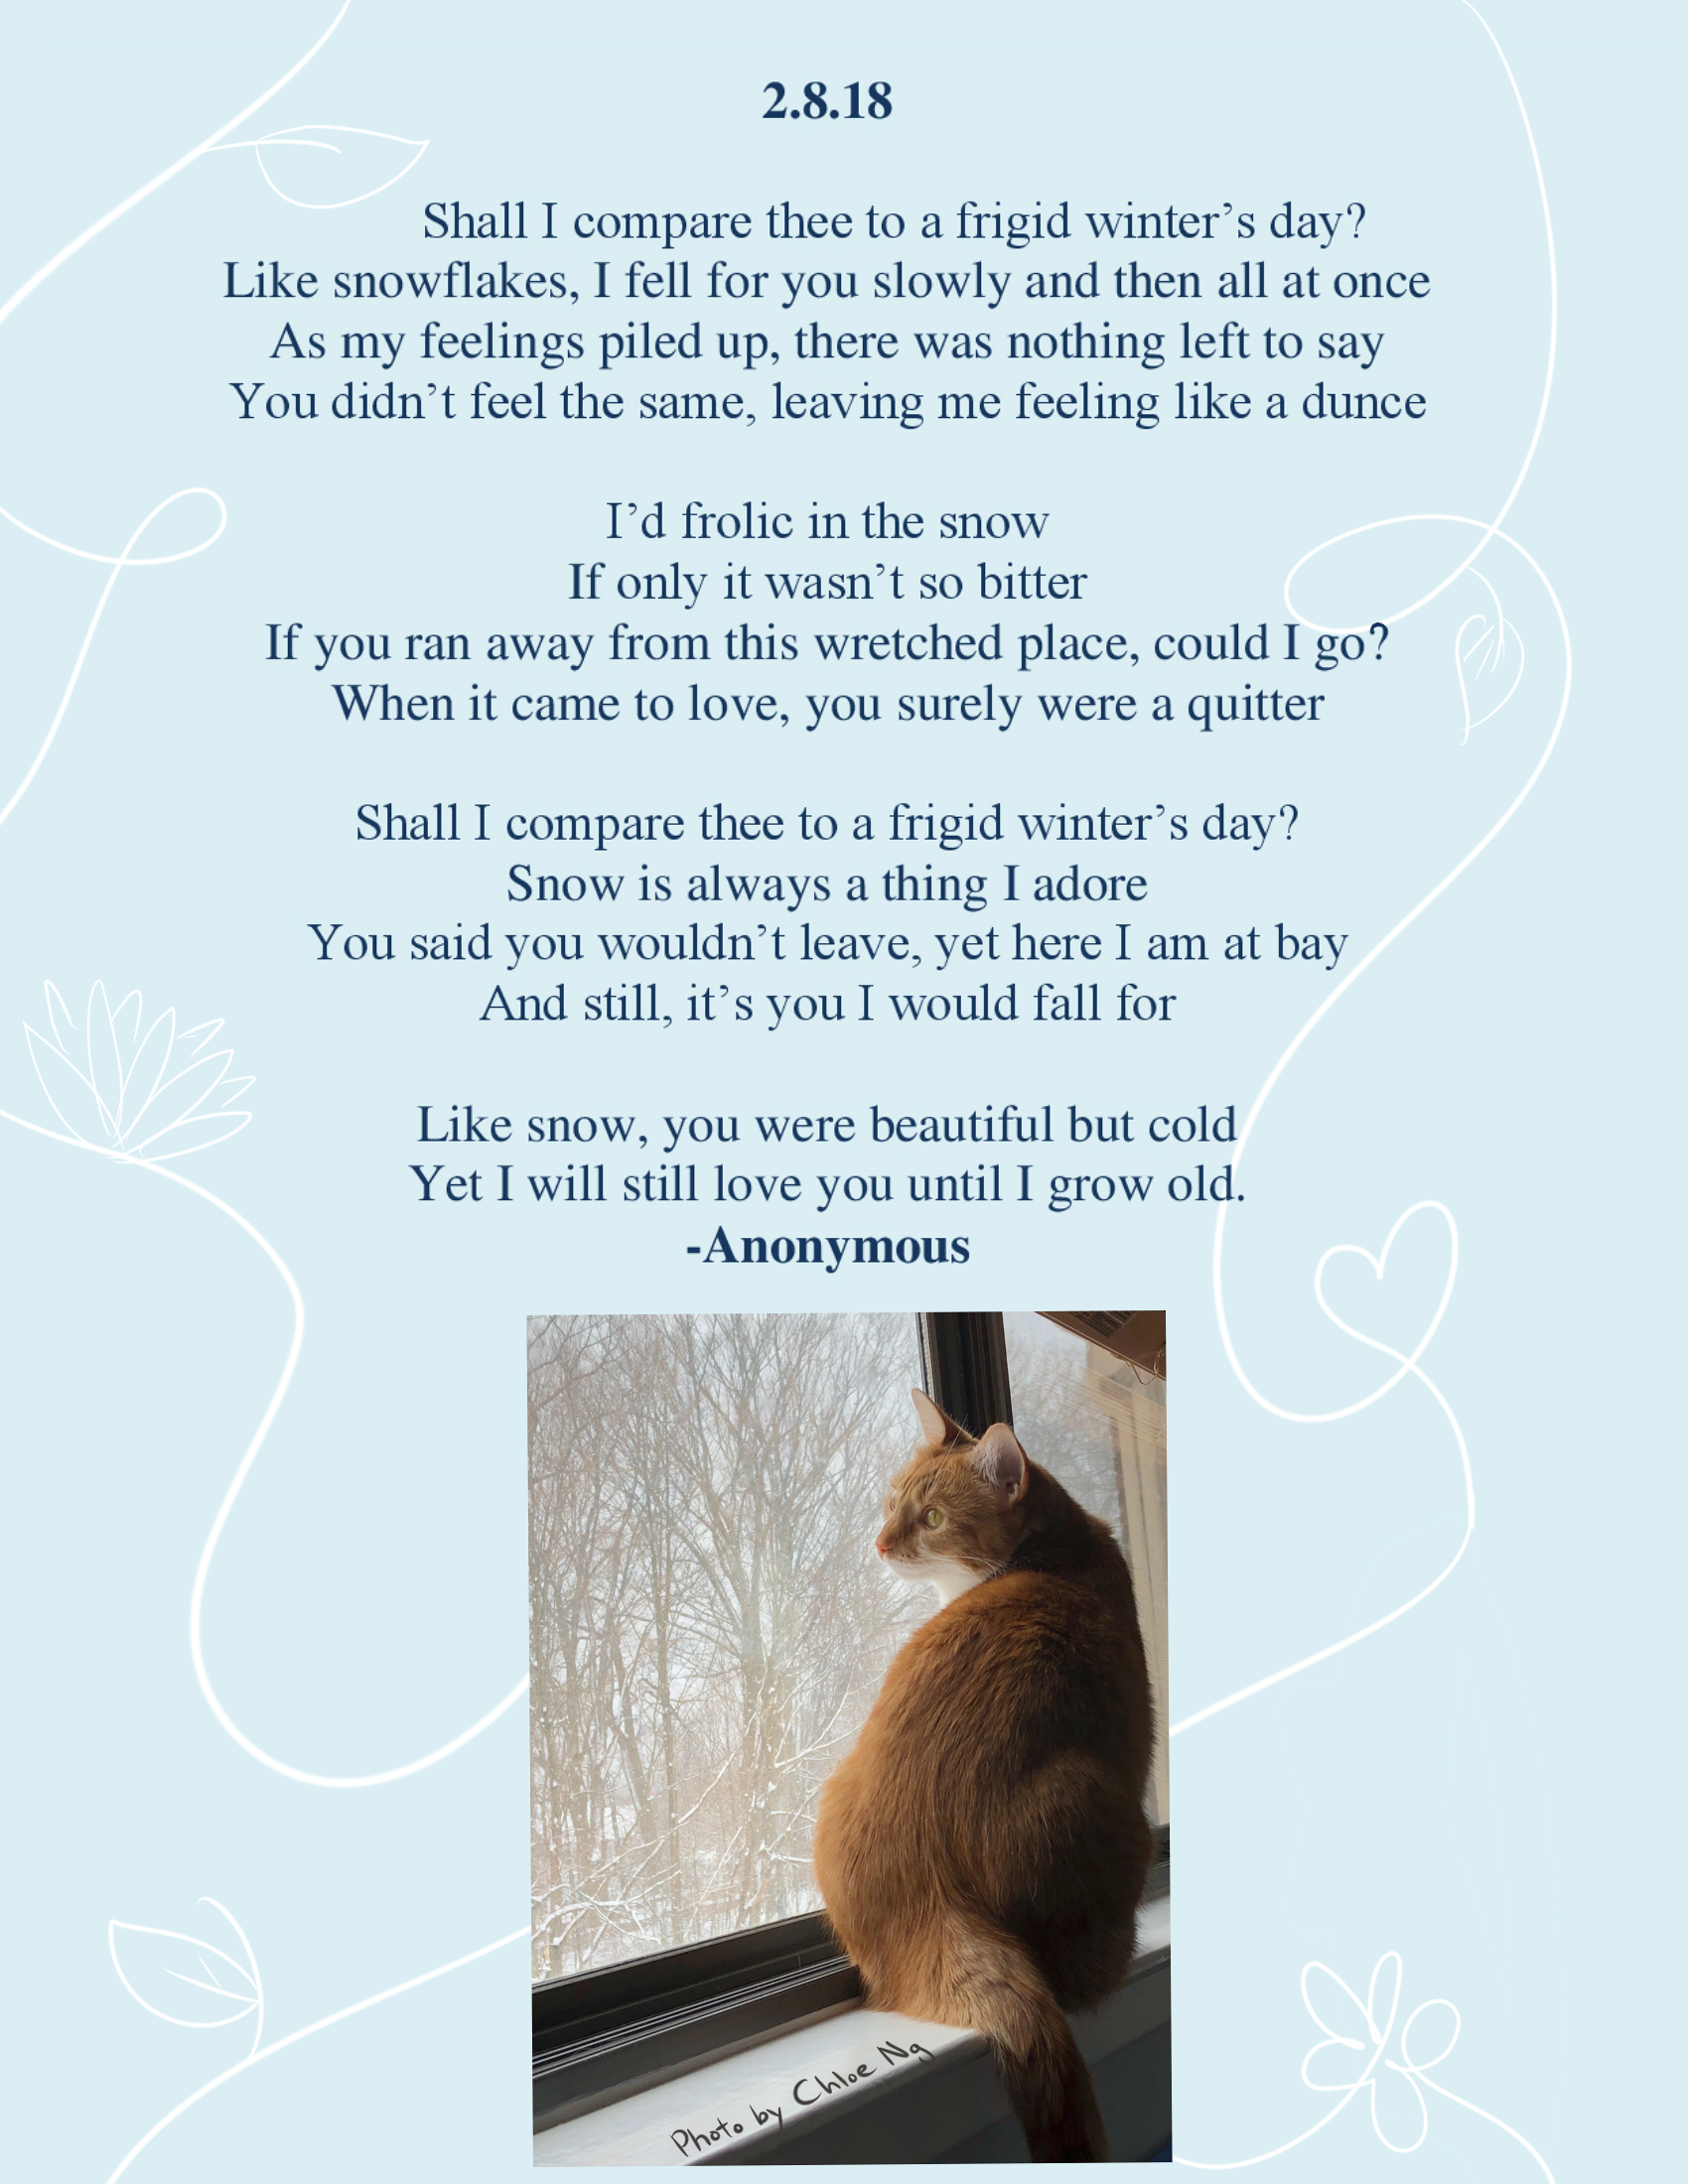 2.8.18
Shall I compare thee to a frigid winter’s day?
Like snowflakes, I fell for you slowly and then all at once
As my feelings piled up, there was nothing left to say
You didn’t feel the same, leaving me feeling like a dunce
I’d frolic in the snow
If only it wasn’t so bitter
If you ran away from this wretched place, could I go?
When it came to love, you surely were a quitter
Shall I compare thee to a frigid winter’s day?
Snow is always a thing I adore
You said you wouldn’t leave, yet here I am at bay
And still, it’s you I would fall for
Like snow, you were beautiful but cold
Yet I will still love you until I grow old.
-Anonymous
Photo by Chloe Ng